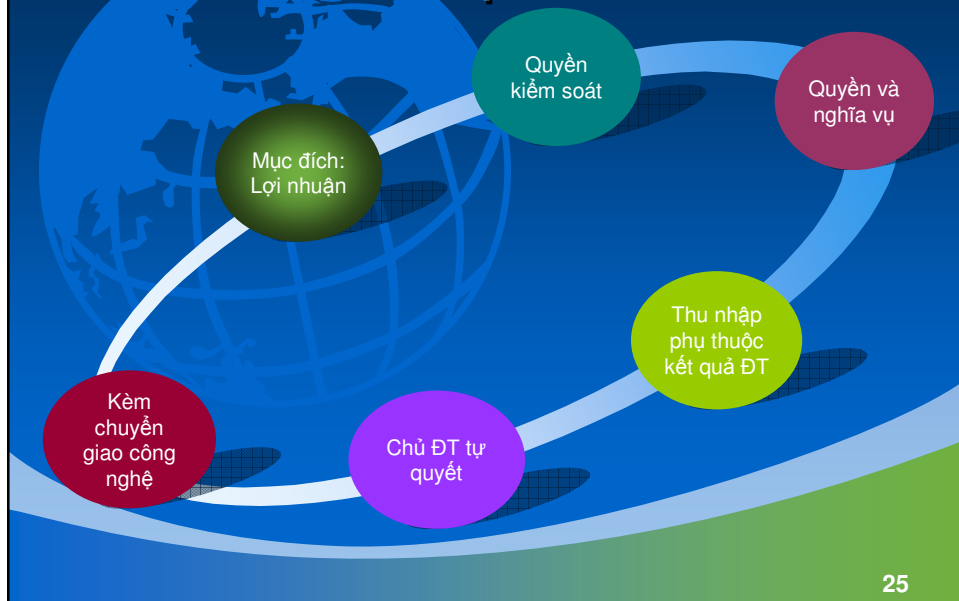 Quyền
kiểm soát
Quyền và
nghĩa vụ
Mục đích:
Lợi nhuận
Thu nhập
phụ thuộc
kết quả ĐT
Kèm
chuyển
giao công
nghệ
Chủ ĐT tự
quyết
25